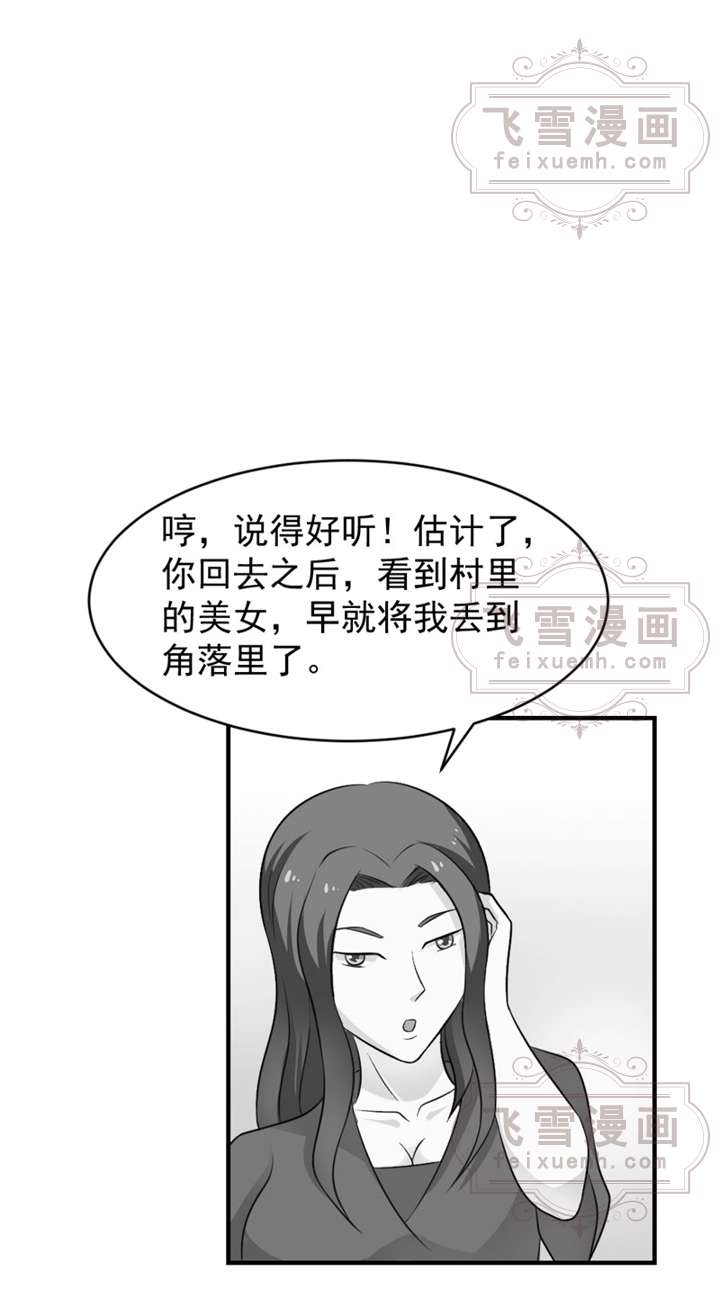 飞雪漫画
feixuemh.com
哼，说得好听！估计了，
你回去之后，看到村里
的美女，早就将我丢到
角落里了。
飞雪漫画
feixuemh.com
飞雪漫画
feixuemh.com